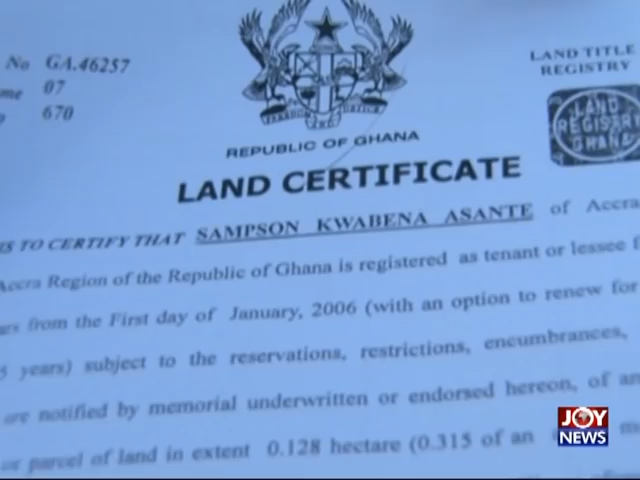 No GA.46257
07
670
LAND TITLE
REGISTRY
LAND
REGISTRY
GHANA
FREEDOM AND JUSTICE
REPUBLIC OF GHANA
LAND CERTIFICATE
IS TO CERTIFY THAT SAMPSON KWABENA ASANTE of Accra
Accra Region of the Republic of Ghana is registered as tenant or lessee f
from the First day of January, 2006 (with an option to renew for
5 years) subject to the reservations, restrictions, encumbrances,
are notified by memorial underwritten or endorsed hereon, of
or parcel of land in extent 0.128 hectare (0.315 of an
JOY
NEWS